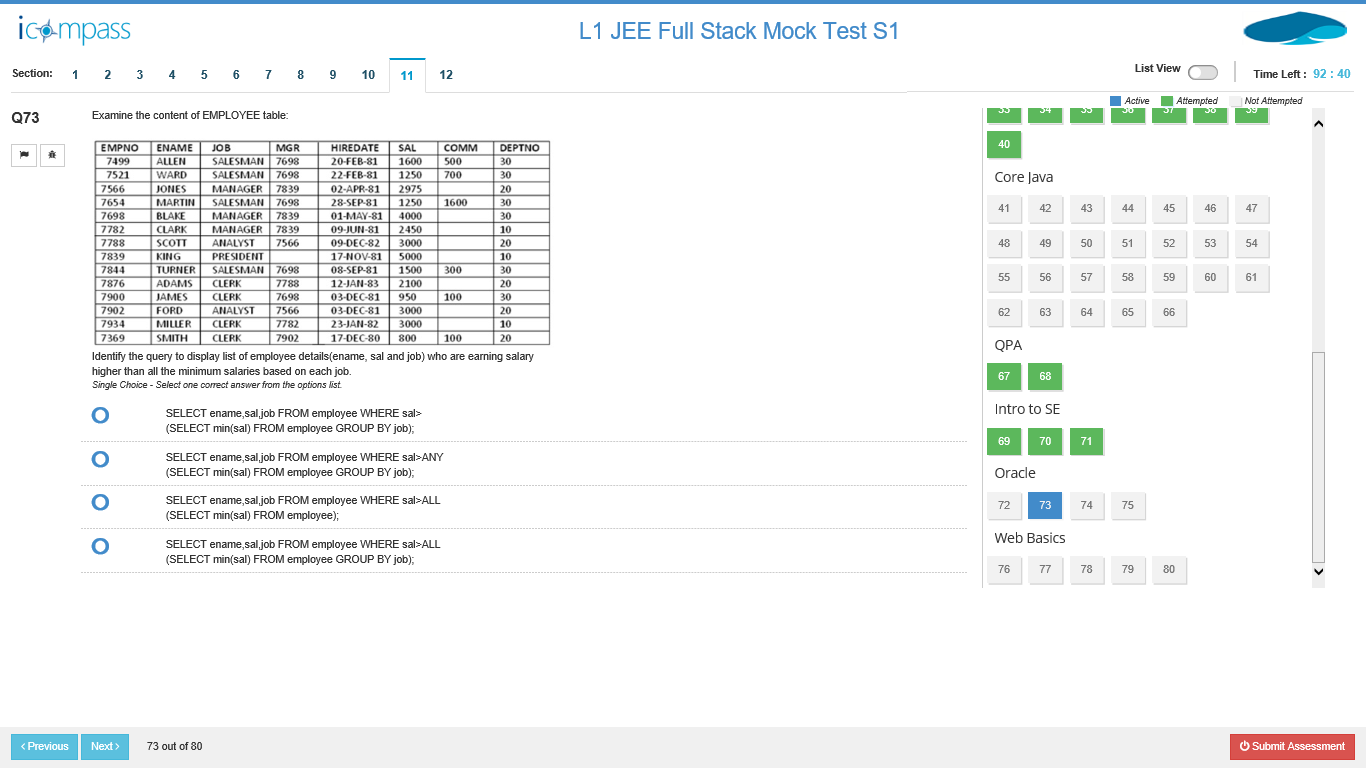 icompass
L1 JEE Full Stack Mock Test S1
Section: 1 2 3 4 5 6 7 8 9 10 11 12
List View
Time Left : 92 : 40
Active Attempted Not Attempted
Q73
Examine the content of EMPLOYEE table:
EMPNO ENAME JOB MGR HIREDATE SAL COMM DEPTNO
7499 ALLEN SALESMAN 7698 20-FEB-81 1600 500 30
7521 WARD SALESMAN 7698 22-FEB-81 1250 700 30
7566 JONES MANAGER 7839 02-APR-81 2975 20
7654 MARTIN SALESMAN 7698 28-SEP-81 1250 1600 30
7698 BLAKE MANAGER 7839 01-MAY-81 4000 30
7782 CLARK MANAGER 7839 09-JUN-81 2450 10
7788 SCOTT ANALYST 7566 09-DEC-82 3000 20
7839 KING PRESIDENT 17-NOV-81 5000 10
7844 TURNER SALESMAN 7698 08-SEP-81 1500 300 30
7876 ADAMS CLERK 7788 12-JAN-83 2100 20
7900 JAMES CLERK 7698 03-DEC-81 950 100 30
7902 FORD ANALYST 7566 03-DEC-81 3000 20
7934 MILLER CLERK 7782 23-JAN-82 3000 10
7369 SMITH CLERK 7902 17-DEC-80 800 100 20
Identify the query to display list of employee details(ename, sal and job) who are earning salary
higher than all the minimum salaries based on each job.
Single Choice - Select one correct answer from the options list.
SELECT ename,sal,job FROM employee WHERE sal>
(SELECT min(sal) FROM employee GROUP BY job);
SELECT ename,sal,job FROM employee WHERE sal>ANY
(SELECT min(sal) FROM employee GROUP BY job);
SELECT ename,sal,job FROM employee WHERE sal>ALL
(SELECT min(sal) FROM employee);
SELECT ename,sal,job FROM employee WHERE sal>ALL
(SELECT min(sal) FROM employee GROUP BY job);
33 34 35 36 37 38 39
40
Core Java
41 42 43 44 45 46 47
48 49 50 51 52 53 54
55 56 57 58 59 60 61
62 63 64 65 66
QPA
67 68
Intro to SE
69 70 71
Oracle
72 73 74 75
Web Basics
76 77 78 79 80
Previous Next 73 out of 80
Submit Assessment